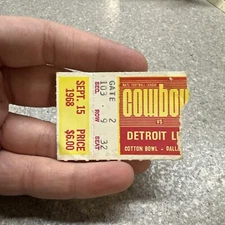 SEPT. 15
1968
PRICE
$6.00
GATE 2
103 9 32
SEC. ROW SEAT
COWBOY
VS
DETROIT LI
COTTON BOWL - DALLA